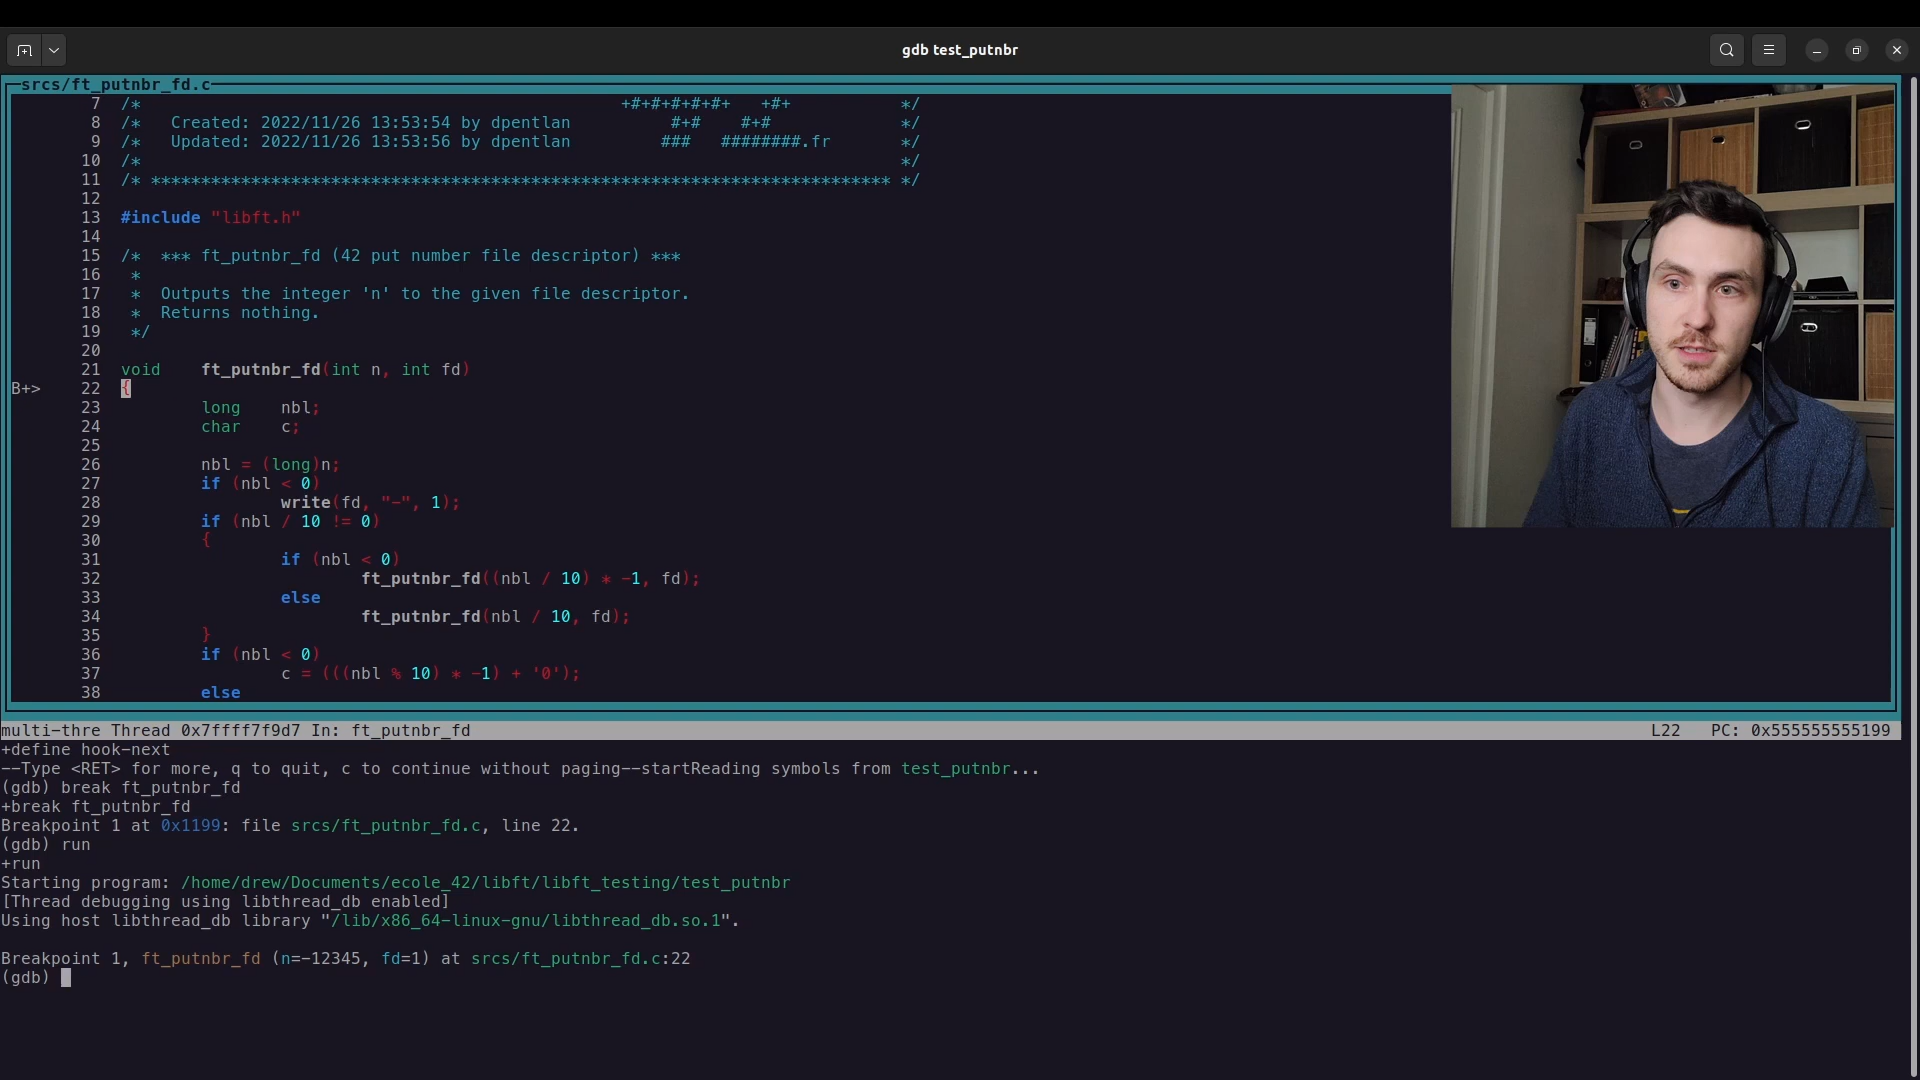 gdb test_putnbr
srcs/ft_putnbr_fd.c
7 /* +#+#+#+#+#+ +#+ */
8 /* Created: 2022/11/26 13:53:54 by dpentlan #+# #+# */
9 /* Updated: 2022/11/26 13:53:56 by dpentlan ### ########.fr */
10 /* */
11 /* ************************************************************************** */
12
13 #include "libft.h"
14
15 /* *** ft_putnbr_fd (42 put number file descriptor) ***
16 *
17 * Outputs the integer 'n' to the given file descriptor.
18 * Returns nothing.
19 */
20
21 void ft_putnbr_fd(int n, int fd)
B+> 22 {
23 long nbl;
24 char c;
25
26 nbl = (long)n;
27 if (nbl < 0)
28 write(fd, "-", 1);
29 if (nbl / 10 != 0)
30 {
31 if (nbl < 0)
32 ft_putnbr_fd((nbl / 10) * -1, fd);
33 else
34 ft_putnbr_fd(nbl / 10, fd);
35 }
36 if (nbl < 0)
37 c = (((nbl % 10) * -1) + '0');
38 else
multi-thre Thread 0x7ffff7f9d7 In: ft_putnbr_fd L22 PC: 0x555555555199
+define hook-next
--Type <RET> for more, q to quit, c to continue without paging--startReading symbols from test_putnbr...
(gdb) break ft_putnbr_fd
+break ft_putnbr_fd
Breakpoint 1 at 0x1199: file srcs/ft_putnbr_fd.c, line 22.
(gdb) run
+run
Starting program: /home/drew/Documents/ecole_42/libft/libft_testing/test_putnbr
[Thread debugging using libthread_db enabled]
Using host libthread_db library "/lib/x86_64-linux-gnu/libthread_db.so.1".
Breakpoint 1, ft_putnbr_fd (n=-12345, fd=1) at srcs/ft_putnbr_fd.c:22
(gdb)